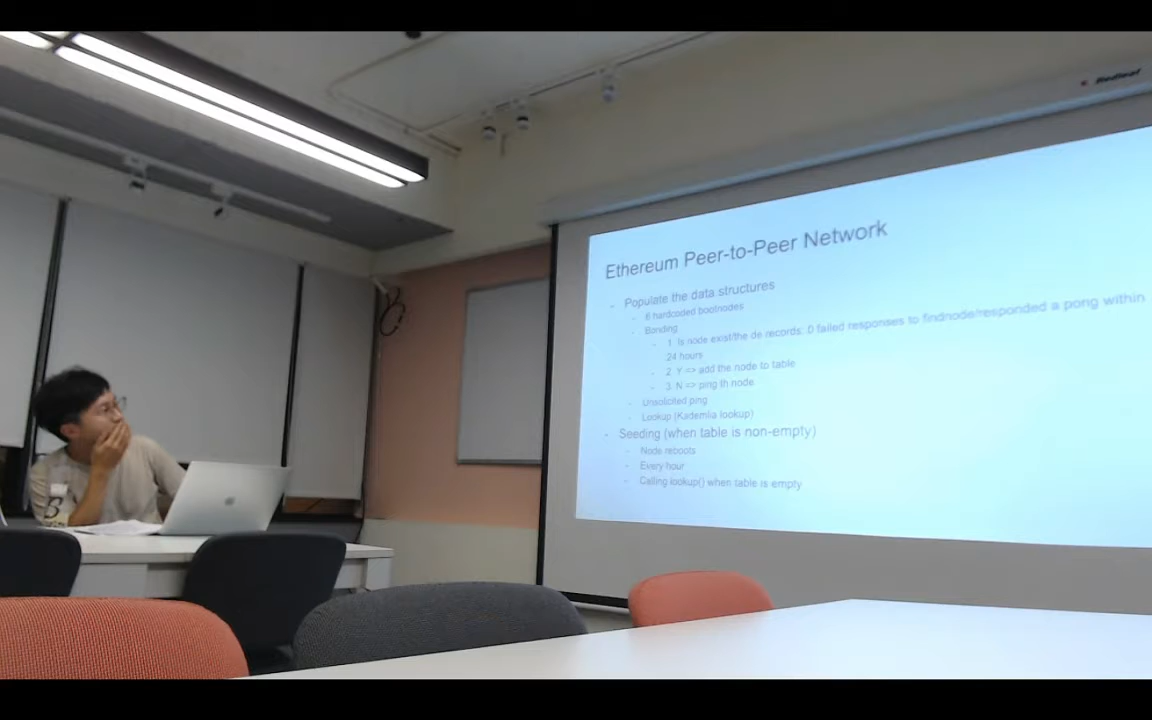 Redleaf
Ethereum Peer-to-Peer Network
- Populate the data structures
- 6 hardcoded bootnodes
- Bonding
- 1. Is node exist/the de records: 0 failed responses to findnode/responded a pong within
24 hours
- 2. Y => add the node to table
- 3. N => ping th node
- Unsolicited ping
- Lookup (Kademlia lookup)
- Seeding (when table is non-empty)
- Node reboots
- Every hour
- Calling lookup() when table is empty